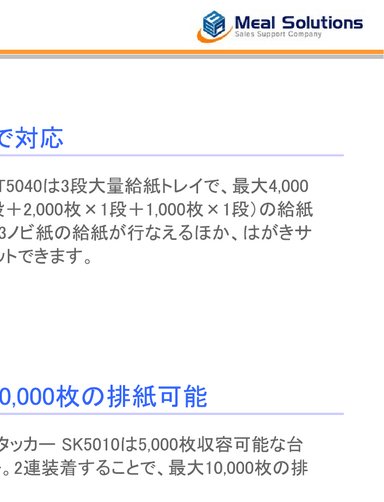 Meal Solutions
Sales Support Company
で対応
T5040は3段大量給紙トレイで、最大4,000
段＋2,000枚×1段＋1,000枚×1段）の給紙
3ノビ紙の給紙が行なえるほか、はがきサ
ットできます。
0,000枚の排紙可能
タッカー SK5010は5,000枚収容可能な台
。2連装着することで、最大10,000枚の排